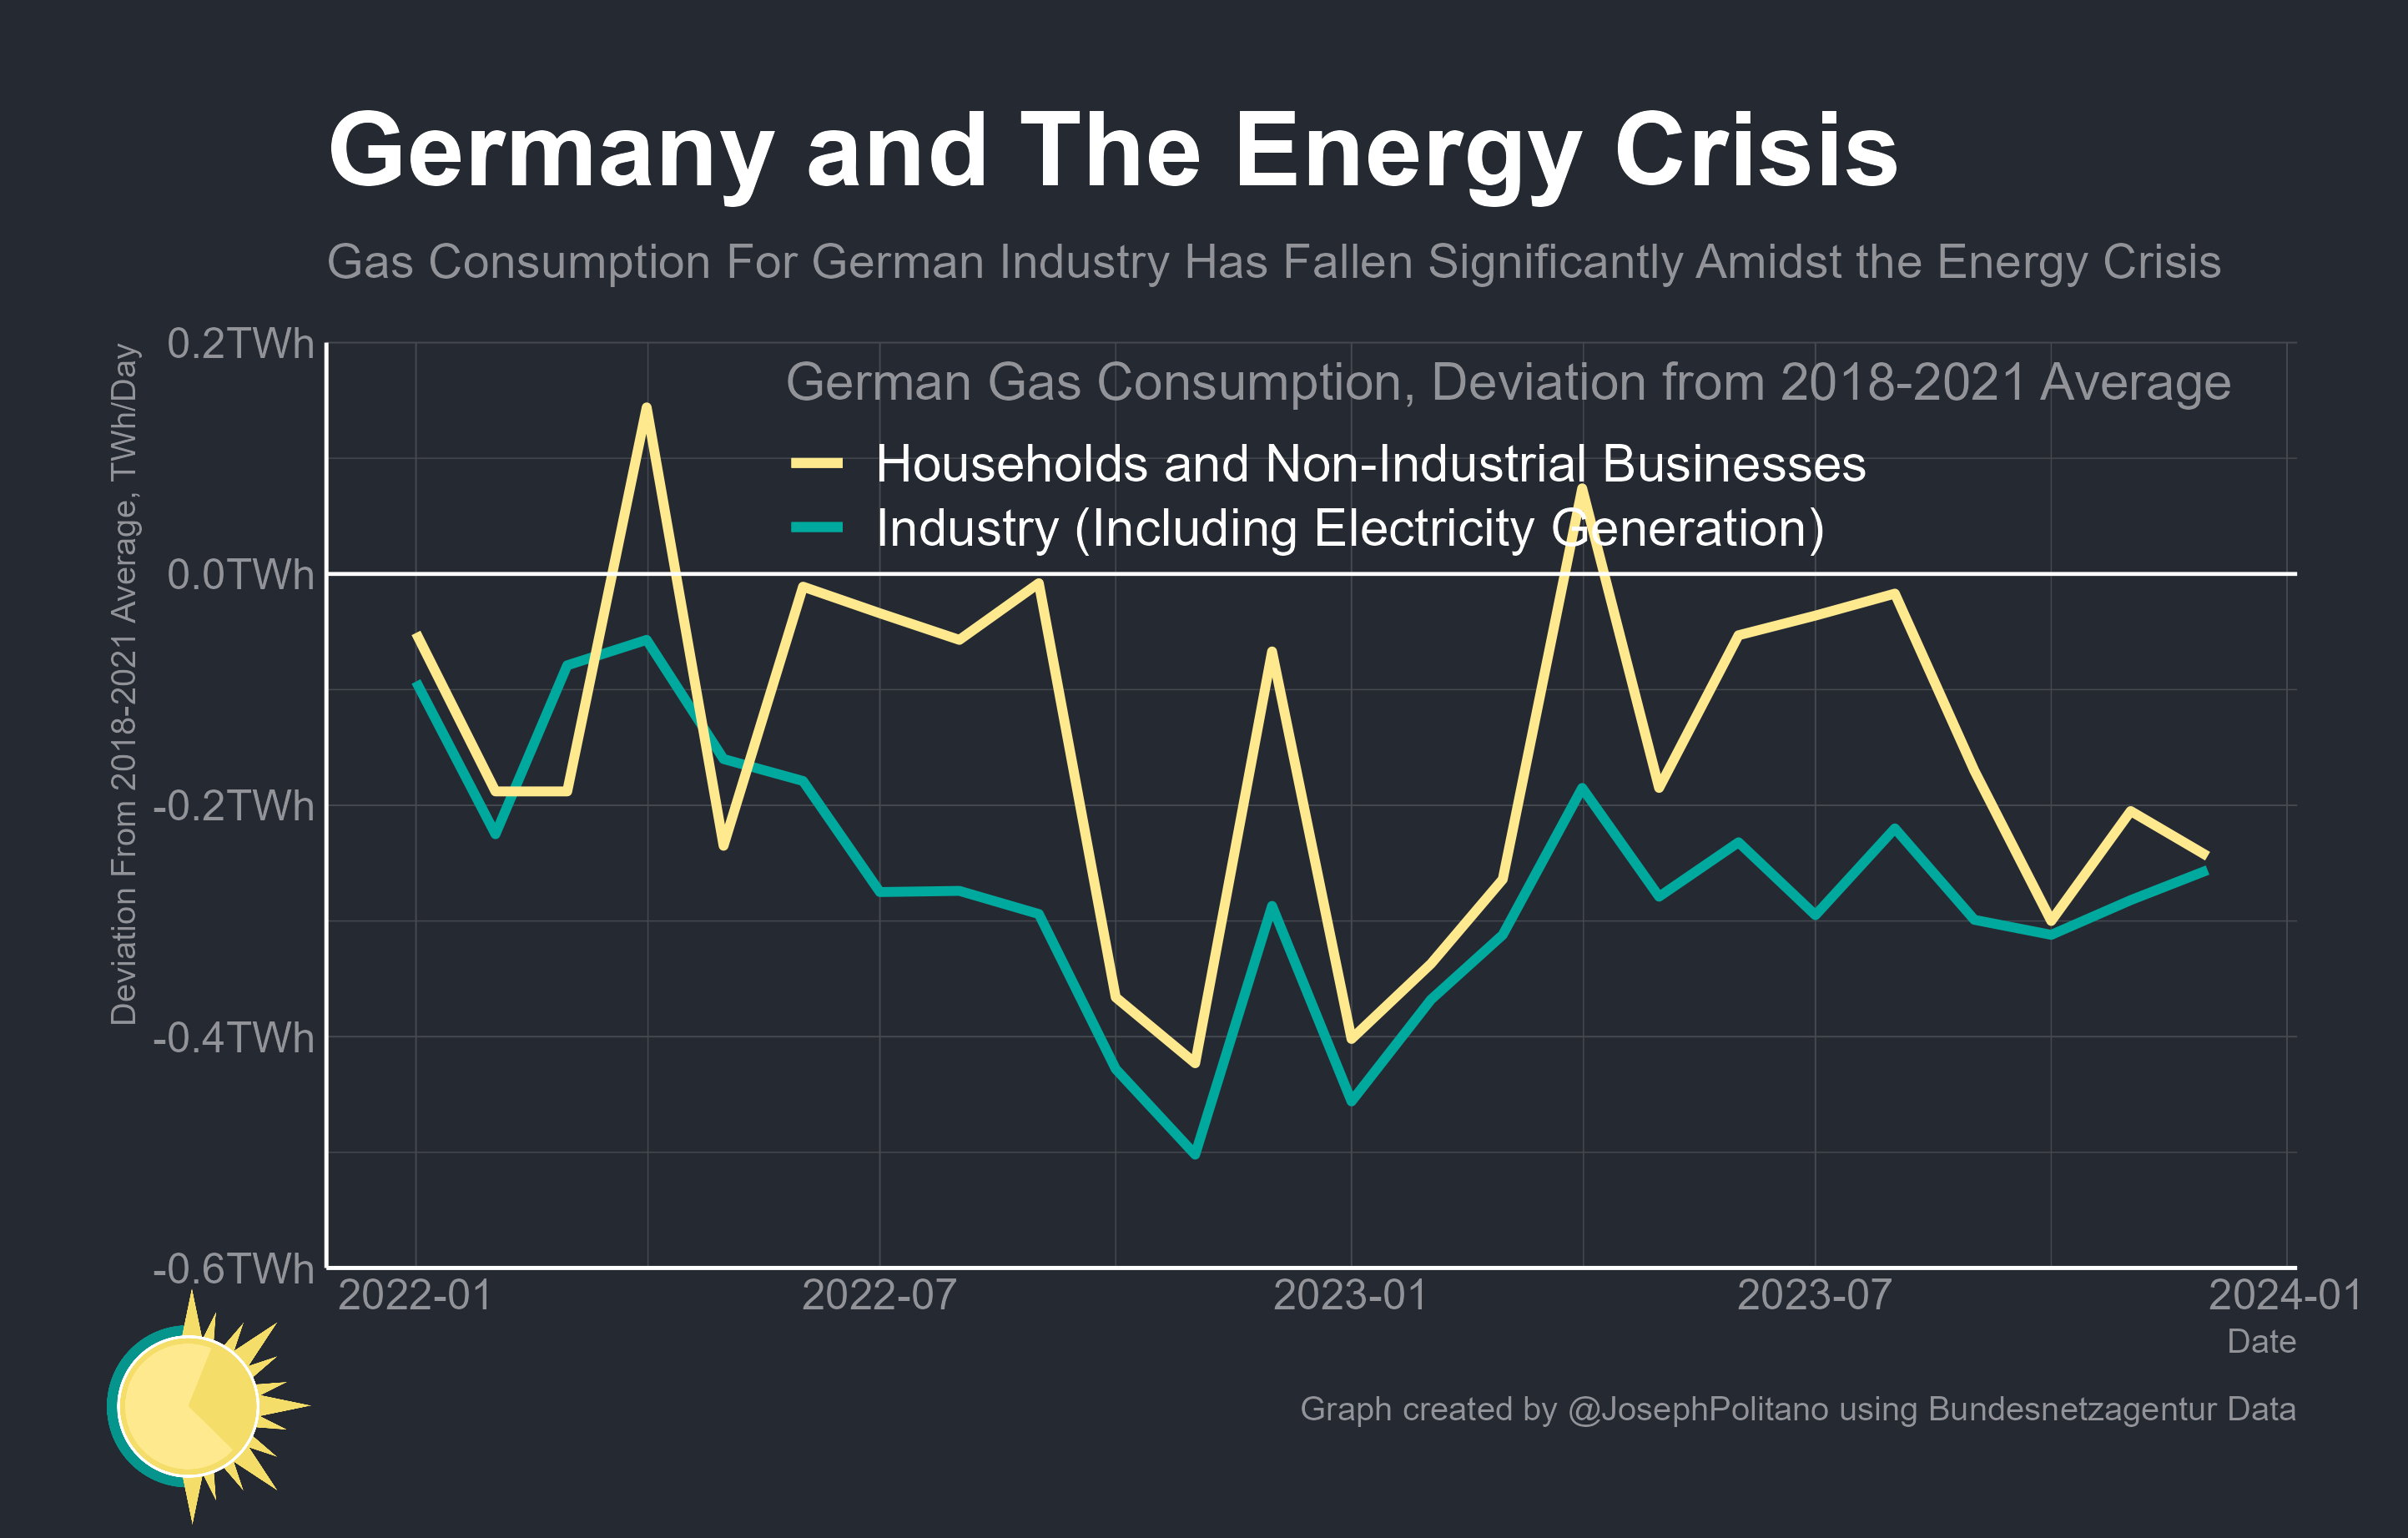 Germany and The Energy Crisis
Gas Consumption For German Industry Has Fallen Significantly Amidst the Energy Crisis
Deviation From 2018-2021 Average, TWh/Day
0.2TWh
0.0TWh
-0.2TWh
-0.4TWh
-0.6TWh
German Gas Consumption, Deviation from 2018-2021 Average
Households and Non-Industrial Businesses
Industry (Including Electricity Generation)
2022-01
2022-07
2023-01
2023-07
2024-01
Date
Graph created by @JosephPolitano using Bundesnetzagentur Data